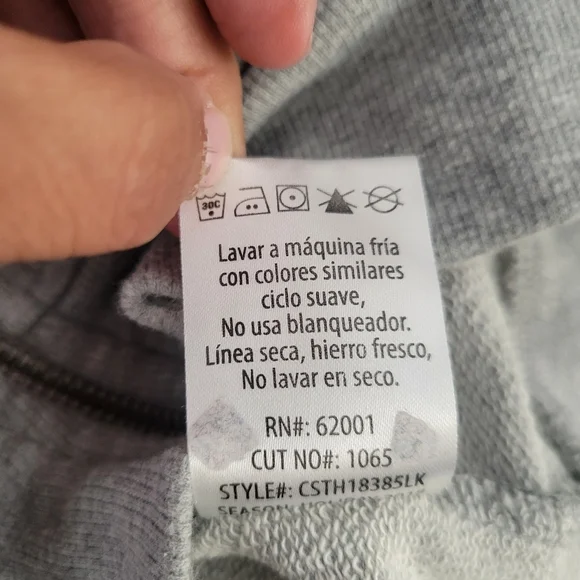 30C
Lavar a máquina fría
con colores similares
ciclo suave,
No usa blanqueador.
Línea seca, hierro fresco,
No lavar en seco.
RN#: 62001
CUT NO#: 1065
STYLE#: CSTH18385LK
SEASON: